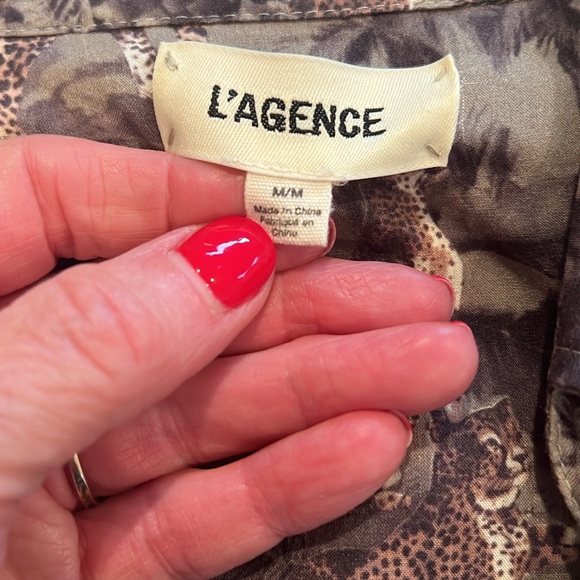 L'AGENCE
M/M
Made in China
Fabriqué en
Chine